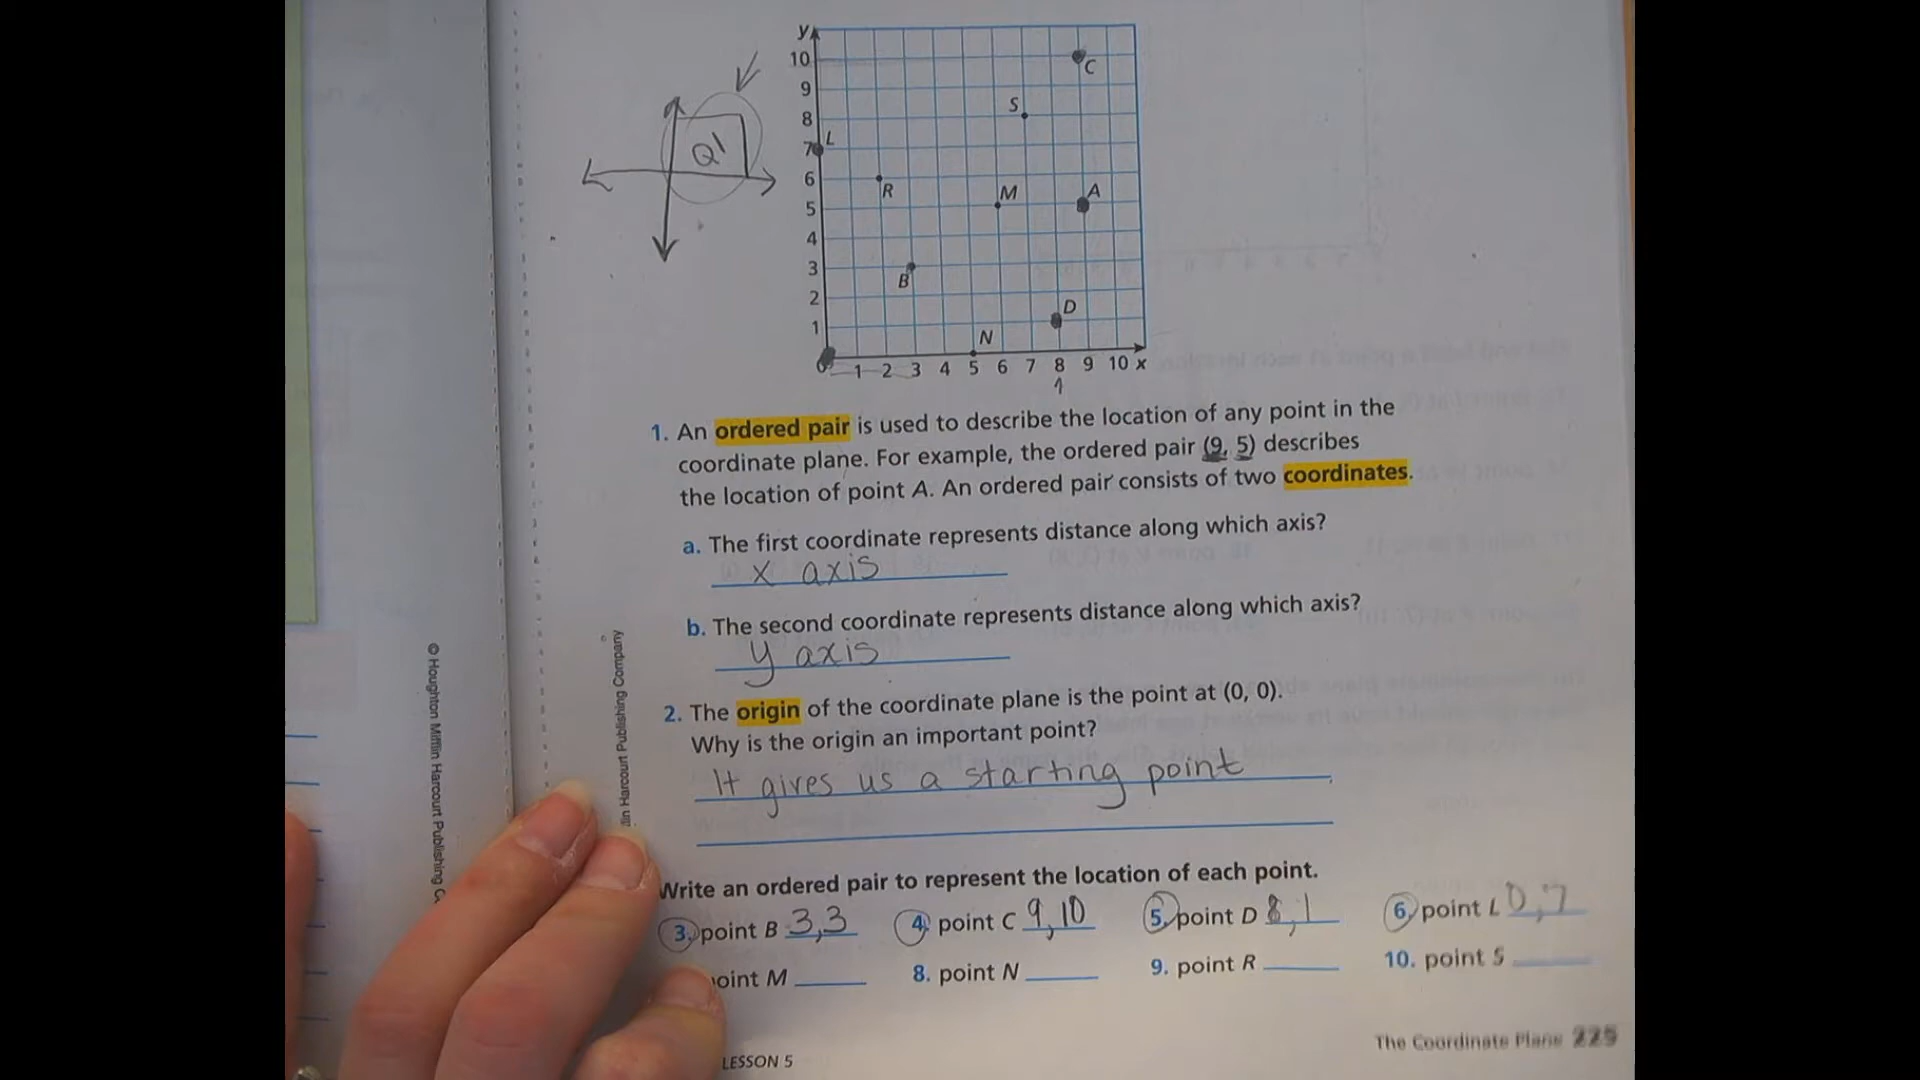 y
10
C
9
S
8
L
7
Q1
6
R
M
A
5
4
3
B
2
D
1
N
0 1 2 3 4 5 6 7 8 9 10 x
1. An ordered pair is used to describe the location of any point in the
coordinate plane. For example, the ordered pair (9, 5) describes
the location of point A. An ordered pair consists of two coordinates.
a. The first coordinate represents distance along which axis?
x axis
b. The second coordinate represents distance along which axis?
y axis
2. The origin of the coordinate plane is the point at (0, 0).
Why is the origin an important point?
It gives us a starting point
Write an ordered pair to represent the location of each point.
3. point B 3,3 4. point C 9,10 5. point D 8,1 6. point L 0,7
oint M 8. point N 9. point R 10. point S
LESSON 5
The Coordinate Plane 225
© Houghton Mifflin Harcourt Publishing C
lin Harcourt Publishing Company